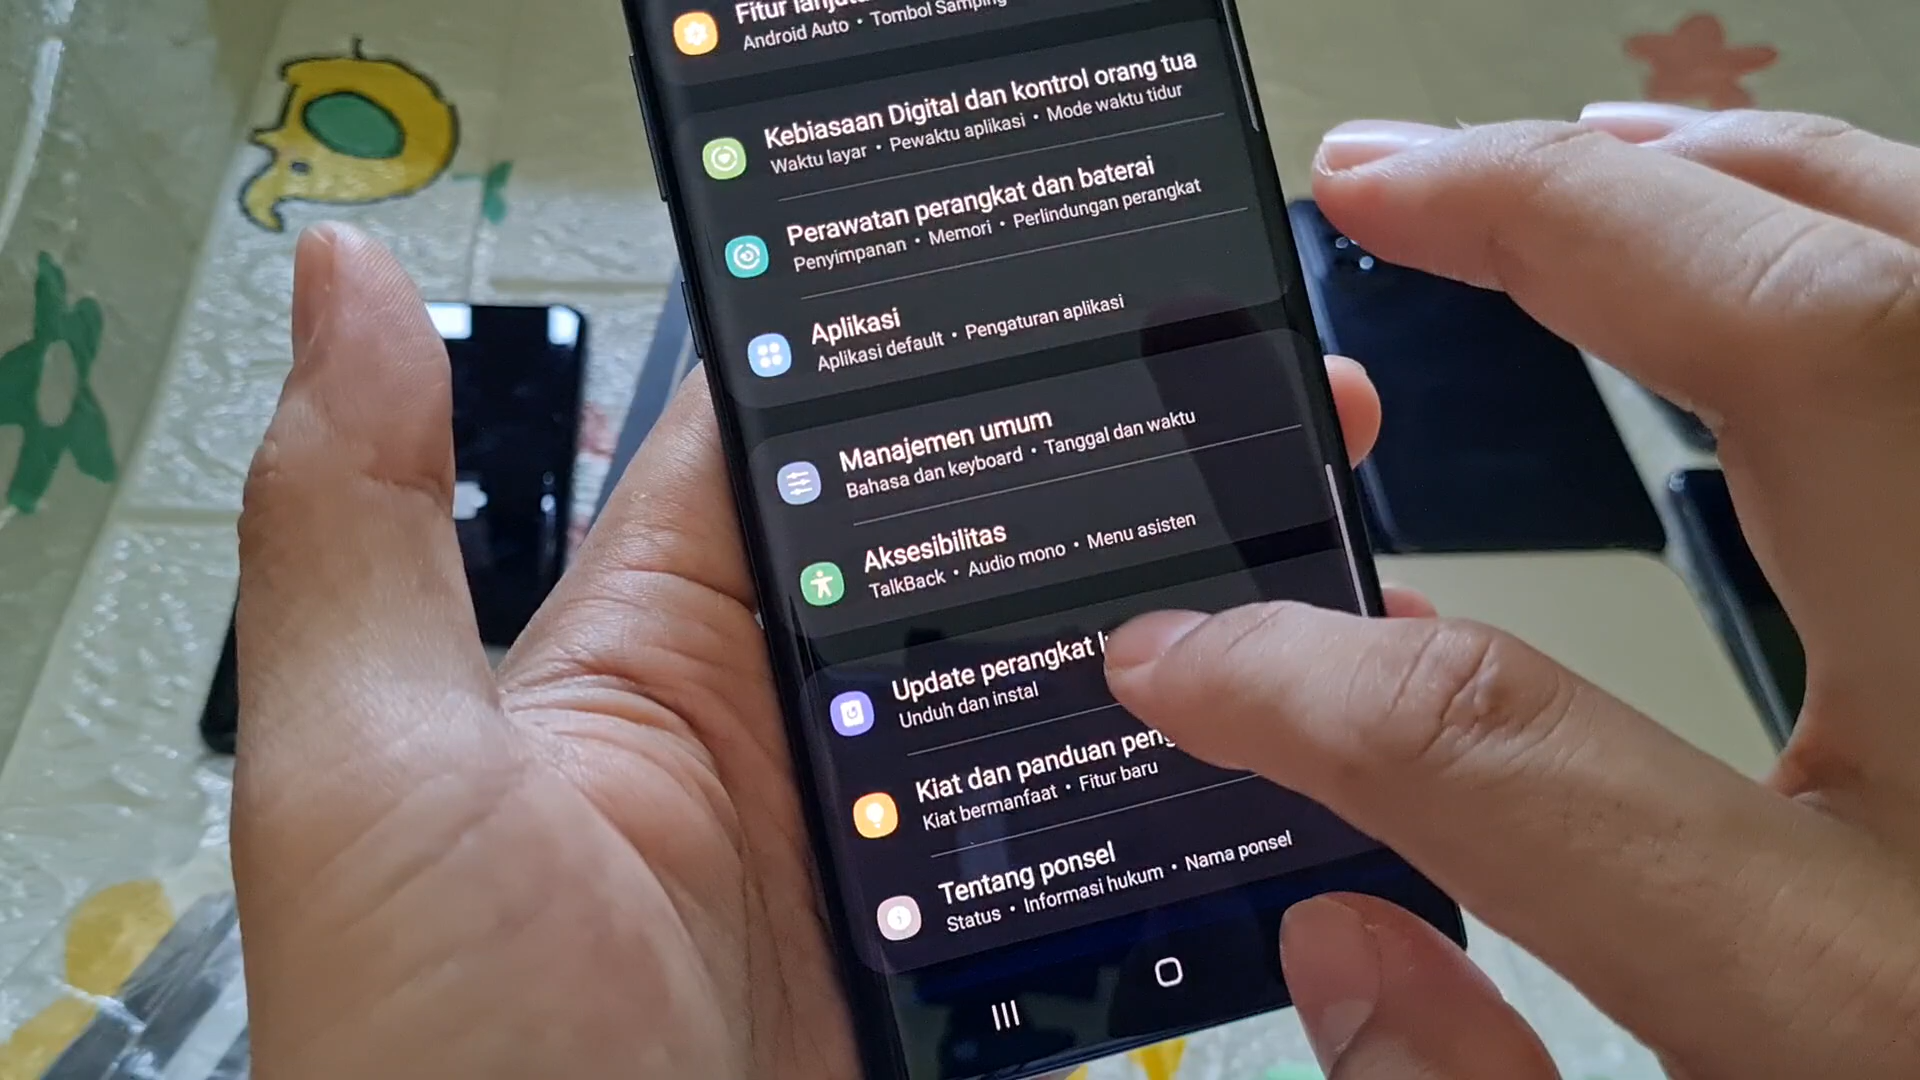 Fitur
Android Auto • Tombol Samping
Kebiasaan Digital dan kontrol orang tua
Waktu layar • Pewaktu aplikasi • Mode waktu tidur
Perawatan perangkat dan baterai
Penyimpanan • Memori • Perlindungan perangkat
Aplikasi
Aplikasi default • Pengaturan aplikasi
Manajemen umum
Bahasa dan keyboard • Tanggal dan waktu
Aksesibilitas
TalkBack • Audio mono • Menu asisten
Update perangkat
Unduh dan instal
Kiat dan panduan
Kiat bermanfaat • Fitur baru
Tentang ponsel
Status • Informasi hukum • Nama ponsel